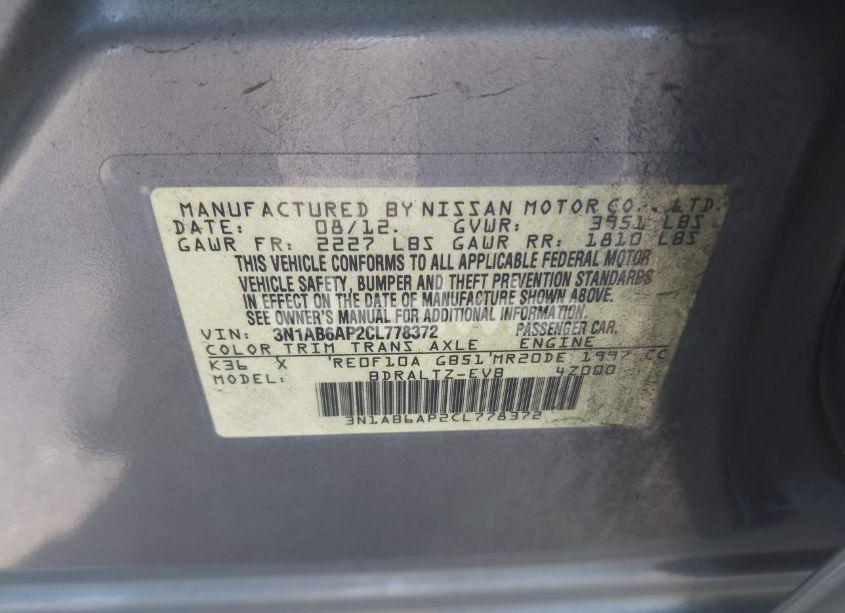 MANUFACTURED BY NISSAN MOTOR CO., LTD.
DATE: 08/12. GVWR: 3951 LBS
GAWR FR: 2227 LBS GAWR RR: 1810 LBS
THIS VEHICLE CONFORMS TO ALL APPLICABLE FEDERAL MOTOR
VEHICLE SAFETY, BUMPER AND THEFT PREVENTION STANDARDS
IN EFFECT ON THE DATE OF MANUFACTURE SHOWN ABOVE.
SEE OWNER'S MANUAL FOR ADDITIONAL INFORMATION.
VIN: 3N1AB6AP2CL778372 PASSENGER CAR.
COLOR TRIM TRANS AXLE ENGINE
K36 X 'RE0F10A GB51'MR20DE 1997 CC
MODEL: BDRALTZ-EVB 4Z000
3N1AB6AP2CL778372